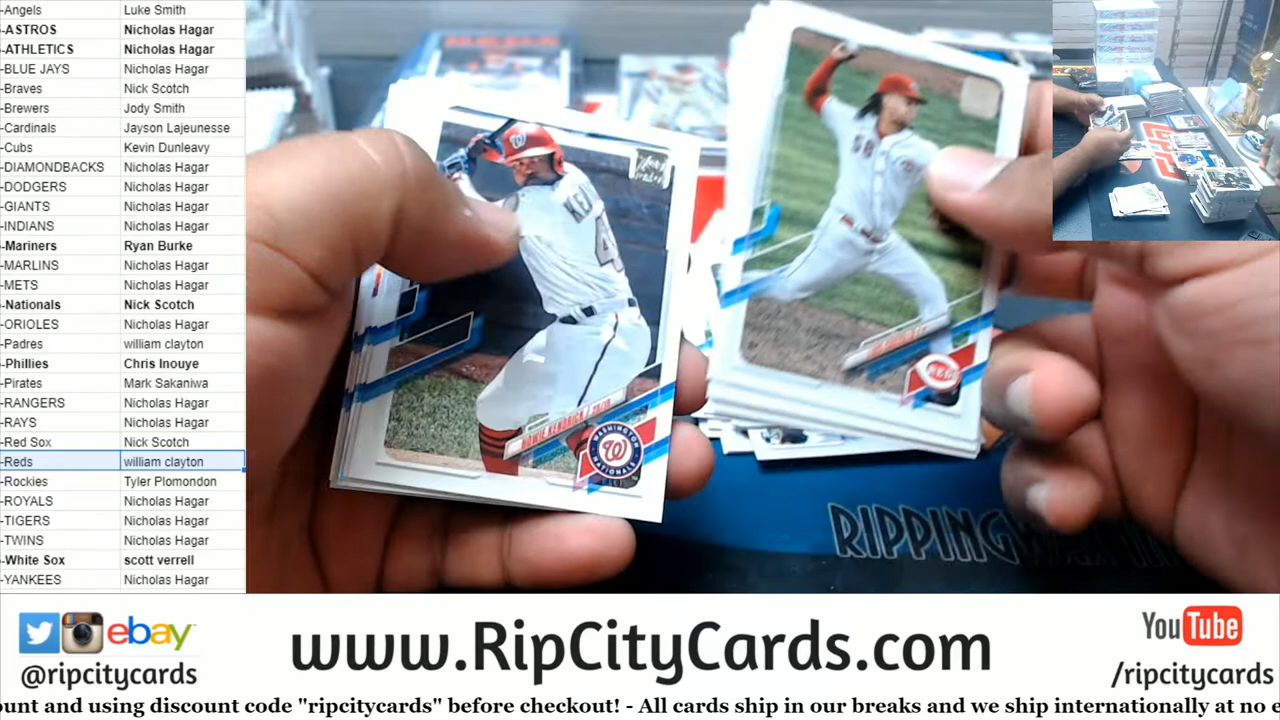 -Angels Luke Smith
-ASTROS Nicholas Hagar
-ATHLETICS Nicholas Hagar
-BLUE JAYS Nicholas Hagar
-Braves Nick Scotch
-Brewers Jody Smith
-Cardinals Jayson Lajeunesse
-Cubs Kevin Dunleavy
-DIAMONDBACKS Nicholas Hagar
-DODGERS Nicholas Hagar
-GIANTS Nicholas Hagar
-INDIANS Nicholas Hagar
-Mariners Ryan Burke
-MARLINS Nicholas Hagar
-METS Nicholas Hagar
-Nationals Nick Scotch
-ORIOLES Nicholas Hagar
-Padres william clayton
-Phillies Chris Inouye
-Pirates Mark Sakaniwa
-RANGERS Nicholas Hagar
-RAYS Nicholas Hagar
-Red Sox Nick Scotch
-Reds william clayton
-Rockies Tyler Plomondon
-ROYALS Nicholas Hagar
-TIGERS Nicholas Hagar
-TWINS Nicholas Hagar
-White Sox scott verrell
-YANKEES Nicholas Hagar
W
KEN
4
HOWIE KENDRICK
WASHINGTON
W
NATIONALS
58
REDS
RIPPING
ebay
@ripcitycards
www.RipCityCards.com
YouTube
/ripcitycards
ount and using discount code "ripcitycards" before checkout! - All cards ship in our breaks and we ship internationally at no e